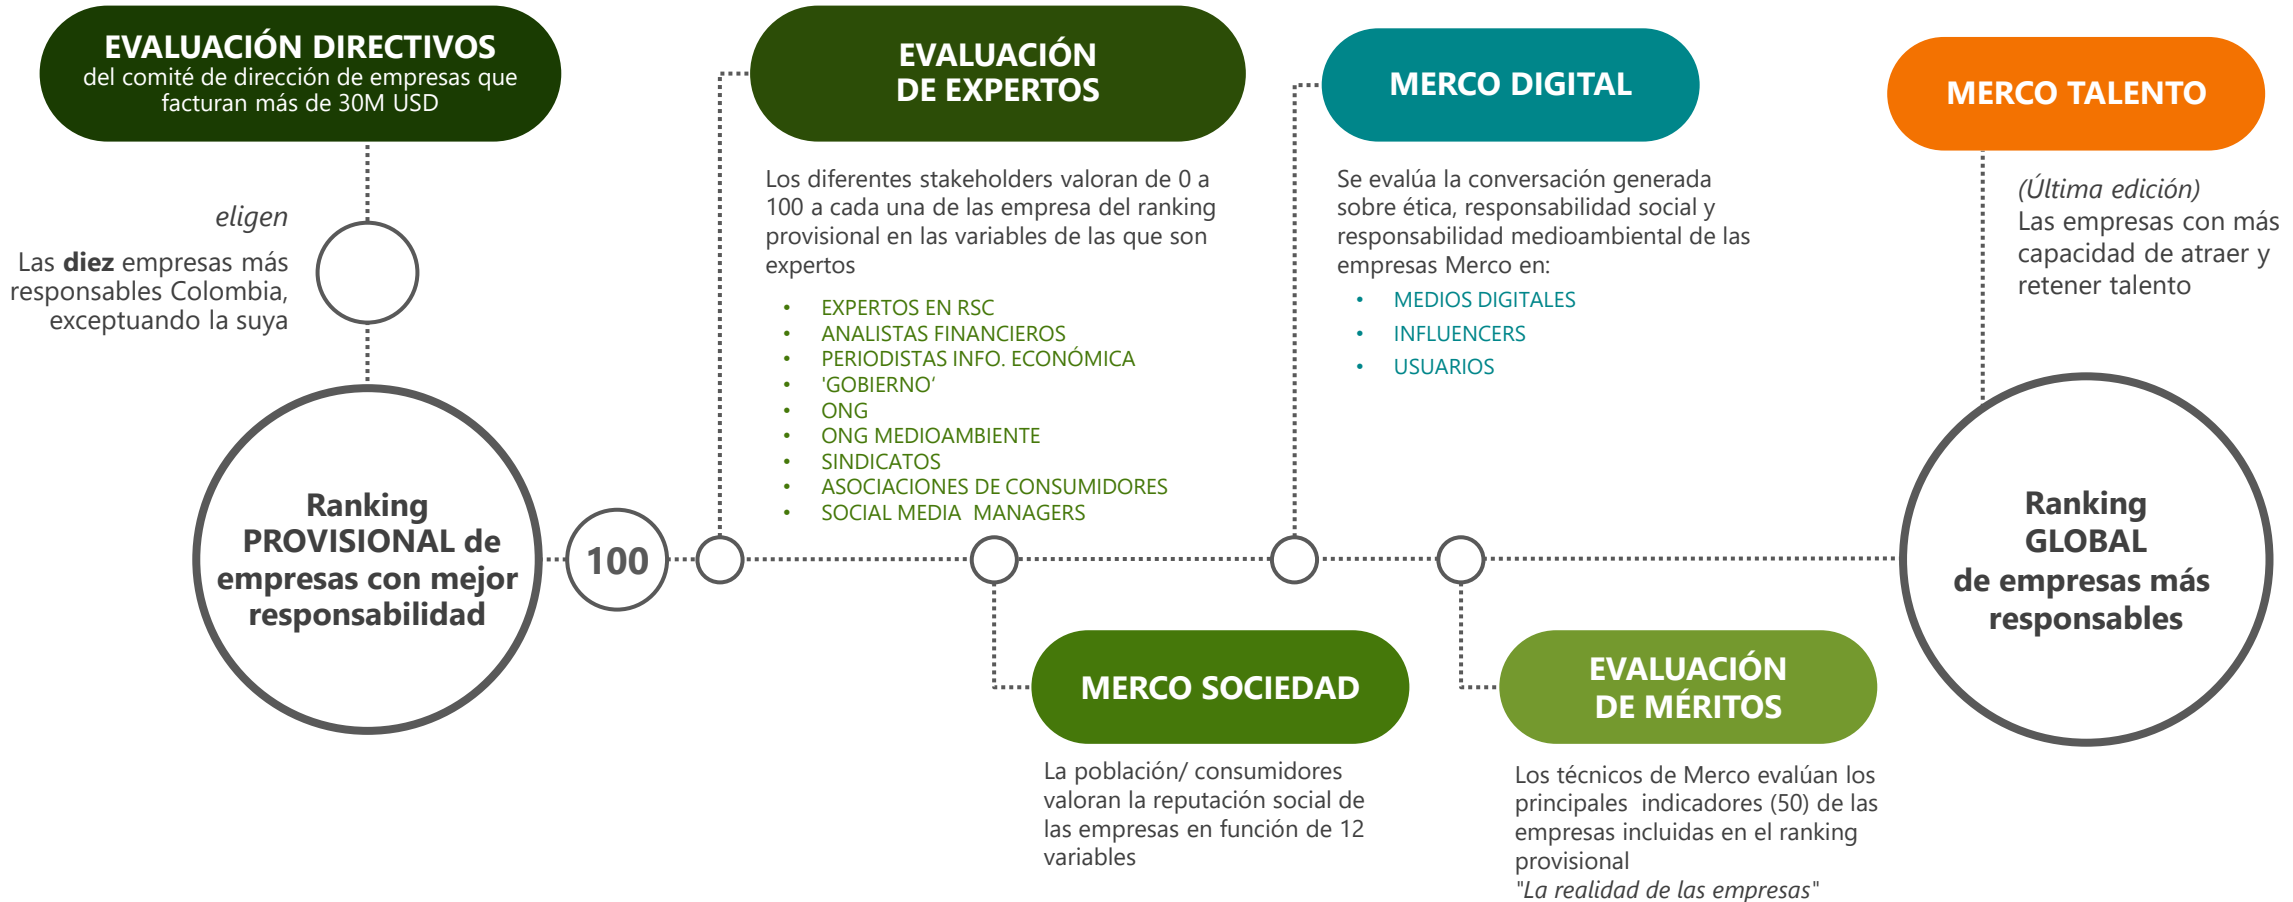 EVALUACIÓN DIRECTIVOS
del comité de dirección de empresas que
facturan más de 30M USD
eligen
Las diez empresas más
responsables Colombia,
exceptuando la suya
Ranking
PROVISIONAL de
empresas con mejor
responsabilidad
100
EVALUACIÓN
DE EXPERTOS
Los diferentes stakeholders valoran de 0 a
100 a cada una de las empresa del ranking
provisional en las variables de las que son
expertos
• EXPERTOS EN RSC
• ANALISTAS FINANCIEROS
• PERIODISTAS INFO. ECONÓMICA
• 'GOBIERNO‘
• ONG
• ONG MEDIOAMBIENTE
• SINDICATOS
• ASOCIACIONES DE CONSUMIDORES
• SOCIAL MEDIA  MANAGERS
MERCO SOCIEDAD
La población/ consumidores
valoran la reputación social de
las empresas en función de 12
variables
MERCO DIGITAL
Se evalúa la conversación generada
sobre ética, responsabilidad social y
responsabilidad medioambiental de las
empresas Merco en:
• MEDIOS DIGITALES
• INFLUENCERS
• USUARIOS
EVALUACIÓN
DE MÉRITOS
Los técnicos de Merco evalúan los
principales  indicadores (50) de las
empresas incluidas en el ranking
provisional
"La realidad de las empresas"
MERCO TALENTO
(Última edición)
Las empresas con más
capacidad de atraer y
retener talento
Ranking
GLOBAL
de empresas más
responsables